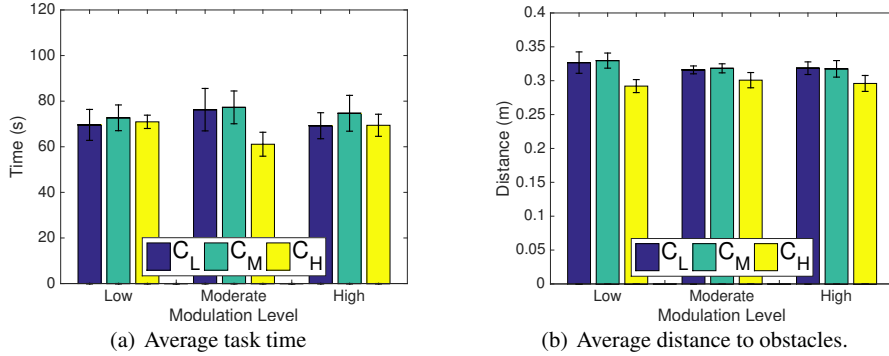 120
100
80
60
40
20
0
Time (s)
C_L C_M C_H
Low Moderate High
Modulation Level
(a) Average task time
0.4
0.35
0.3
0.25
0.2
0.15
0.1
0.05
0
Distance (m)
C_L C_M C_H
Low Moderate High
Modulation Level
(b) Average distance to obstacles.